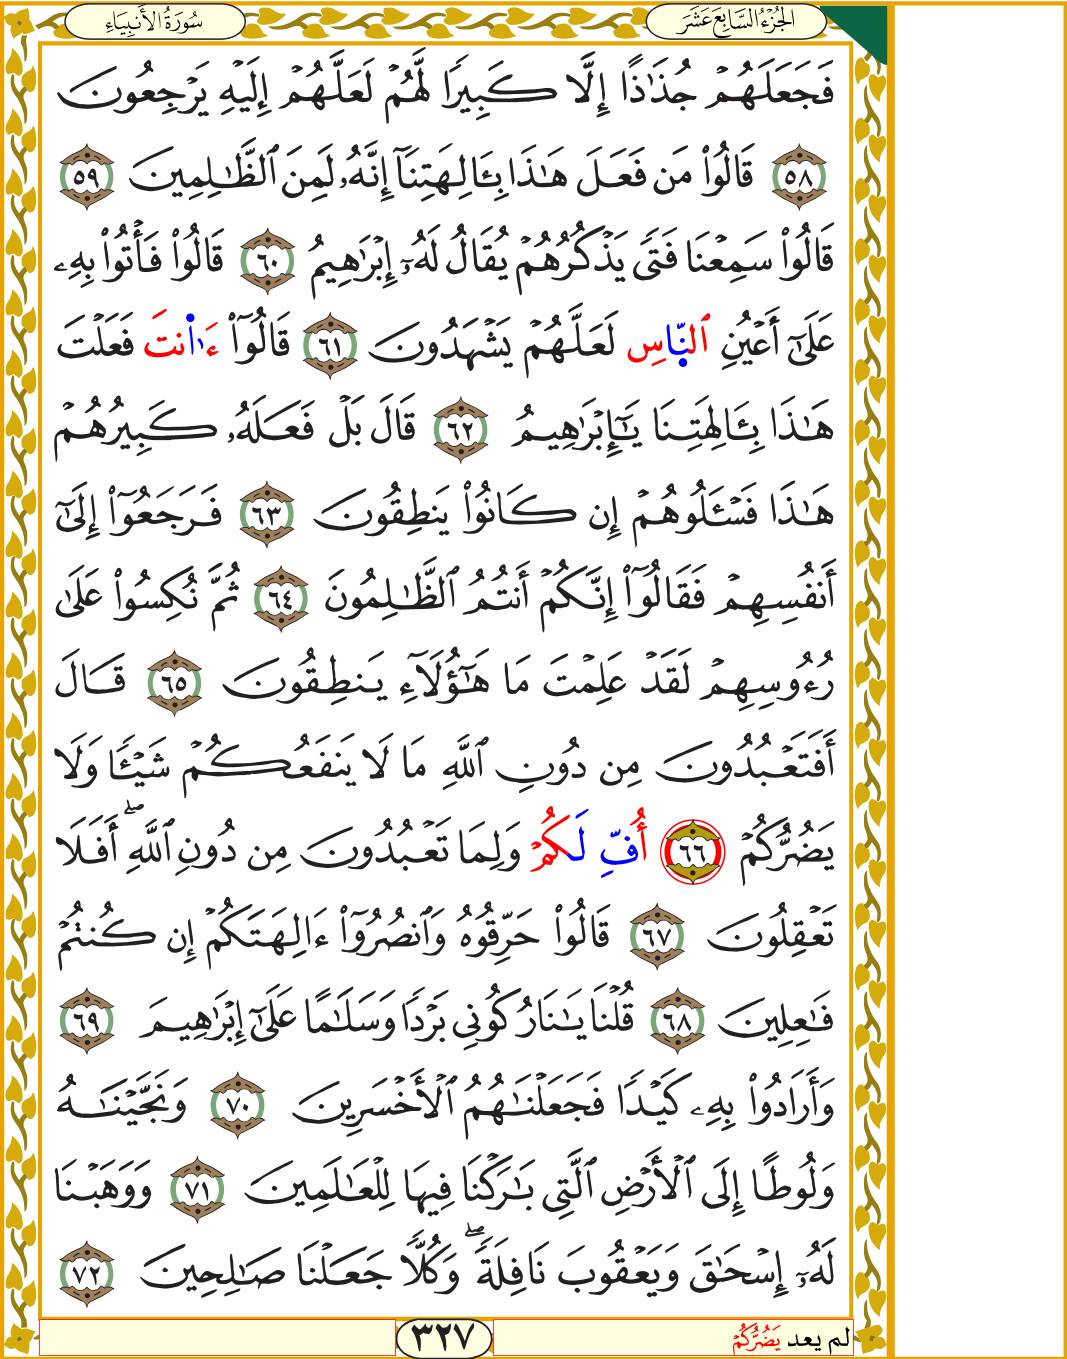 الجُزْءُ السَّابِعَ عَشَرَ
سُورَةُ الأَنبِيَاءِ
فَجَعَلَهُمْ جُذَٰذًا إِلَّا كَبِيرًا لَّهُمْ لَعَلَّهُمْ إِلَيْهِ يَرْجِعُونَ
٥٨ قَالُوا۟ مَن فَعَلَ هَٰذَا بِـَٔالِهَتِنَآ إِنَّهُۥ لَمِنَ ٱلظَّٰلِمِينَ ٥٩
قَالُوا۟ سَمِعْنَا فَتًى يَذْكُرُهُمْ يُقَالُ لَهُۥٓ إِبْرَٰهِيمُ ٦٠ قَالُوا۟ فَأْتُوا۟ بِهِۦ
عَلَىٰٓ أَعْيُنِ ٱلنَّاسِ لَعَلَّهُمْ يَشْهَدُونَ ٦١ قَالُوٓا۟ ءَا۬نتَ فَعَلْتَ
هَٰذَا بِـَٔالِهَتِنَا يَٰٓإِبْرَٰهِيمُ ٦٢ قَالَ بَلْ فَعَلَهُۥ كَبِيرُهُمْ
هَٰذَا فَسْـَٔلُوهُمْ إِن كَانُوا۟ يَنطِقُونَ ٦٣ فَرَجَعُوٓا۟ إِلَىٰٓ
أَنفُسِهِمْ فَقَالُوٓا۟ إِنَّكُمْ أَنتُمُ ٱلظَّٰلِمُونَ ٦٤ ثُمَّ نُكِسُوا۟ عَلَىٰ
رُءُوسِهِمْ لَقَدْ عَلِمْتَ مَا هَٰٓؤُلَآءِ يَنطِقُونَ ٦٥ قَالَ
أَفَتَعْبُدُونَ مِن دُونِ ٱللَّهِ مَا لَا يَنفَعُكُمْ شَيْـًٔا وَلَا
يَضُرُّكُمْ ٦٦ أُفِّ لَكُمْ وَلِمَا تَعْبُدُونَ مِن دُونِ ٱللَّهِ ۖ أَفَلَا
تَعْقِلُونَ ٦٧ قَالُوا۟ حَرِّقُوهُ وَٱنصُرُوٓا۟ ءَالِهَتَكُمْ إِن كُنتُمْ
فَٰعِلِينَ ٦٨ قُلْنَا يَٰنَارُ كُونِى بَرْدًا وَسَلَٰمًا عَلَىٰٓ إِبْرَٰهِيمَ ٦٩
وَأَرَادُوا۟ بِهِۦ كَيْدًا فَجَعَلْنَٰهُمُ ٱلْأَخْسَرِينَ ٧٠ وَنَجَّيْنَٰهُ
وَلُوطًا إِلَى ٱلْأَرْضِ ٱلَّتِى بَٰرَكْنَا فِيهَا لِلْعَٰلَمِينَ ٧١ وَوَهَبْنَا
لَهُۥٓ إِسْحَٰقَ وَيَعْقُوبَ نَافِلَةً ۖ وَكُلًّا جَعَلْنَا صَٰلِحِينَ ٧٢
لم يعد يَضُرُّكُمْ
٣٢٧